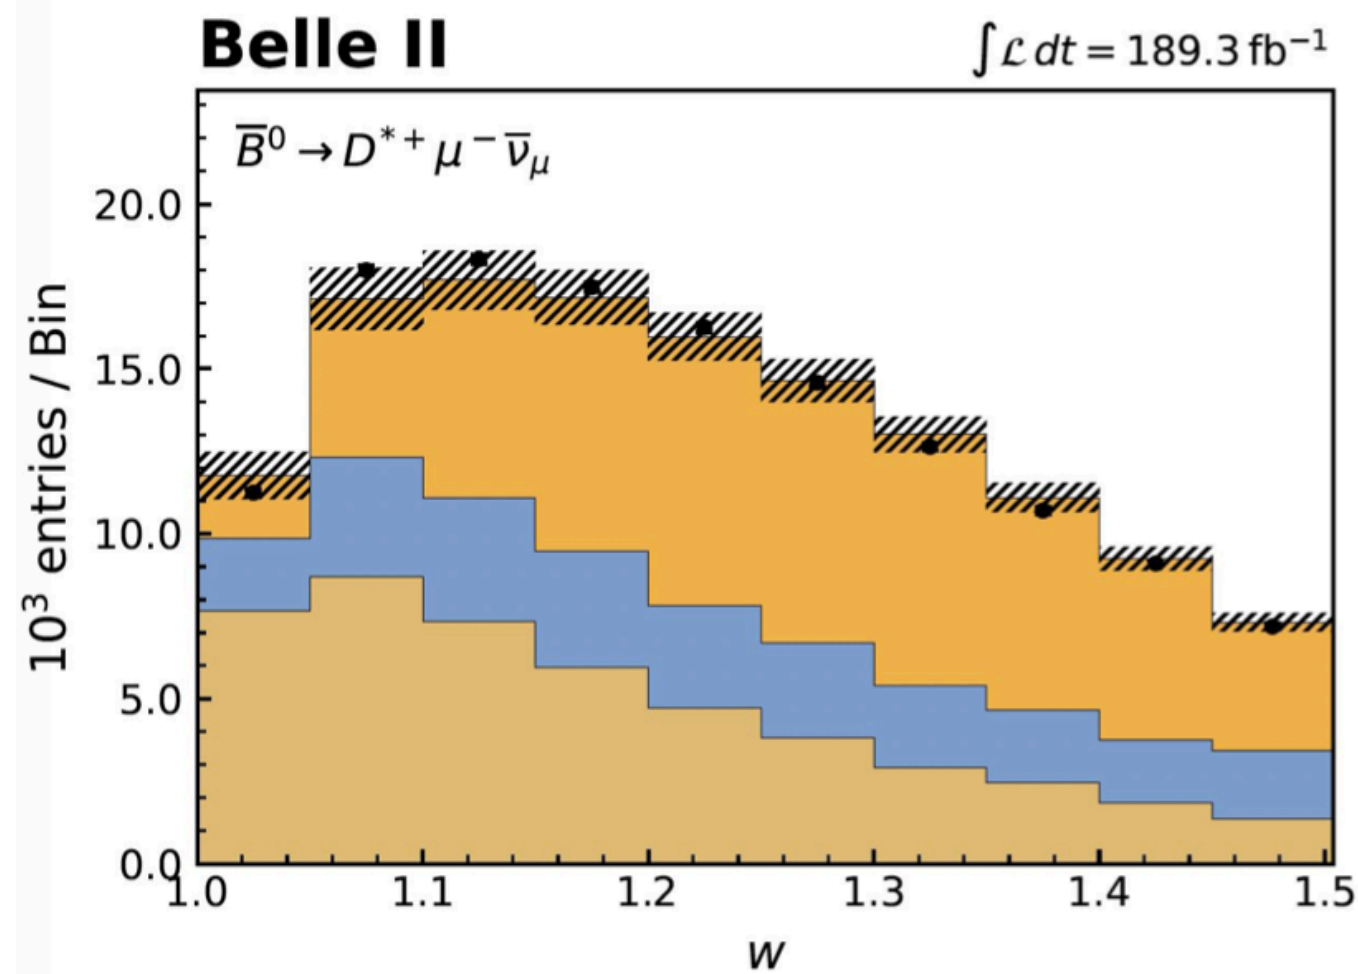 Belle II
∫ℒ dt = 189.3 fb⁻¹
B̅⁰ → D*⁺ μ⁻ ν̅_μ
20.0
15.0
10.0
5.0
0.0
10³ entries / Bin
1.0 1.1 1.2 1.3 1.4 1.5
w